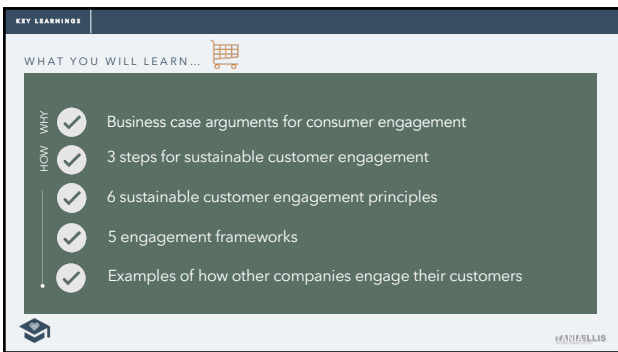 KEY LEARNINGS
WHAT YOU WILL LEARN...
WHY
Business case arguments for consumer engagement
HOW
3 steps for sustainable customer engagement
6 sustainable customer engagement principles
5 engagement frameworks
Examples of how other companies engage their customers
TANIAELLIS